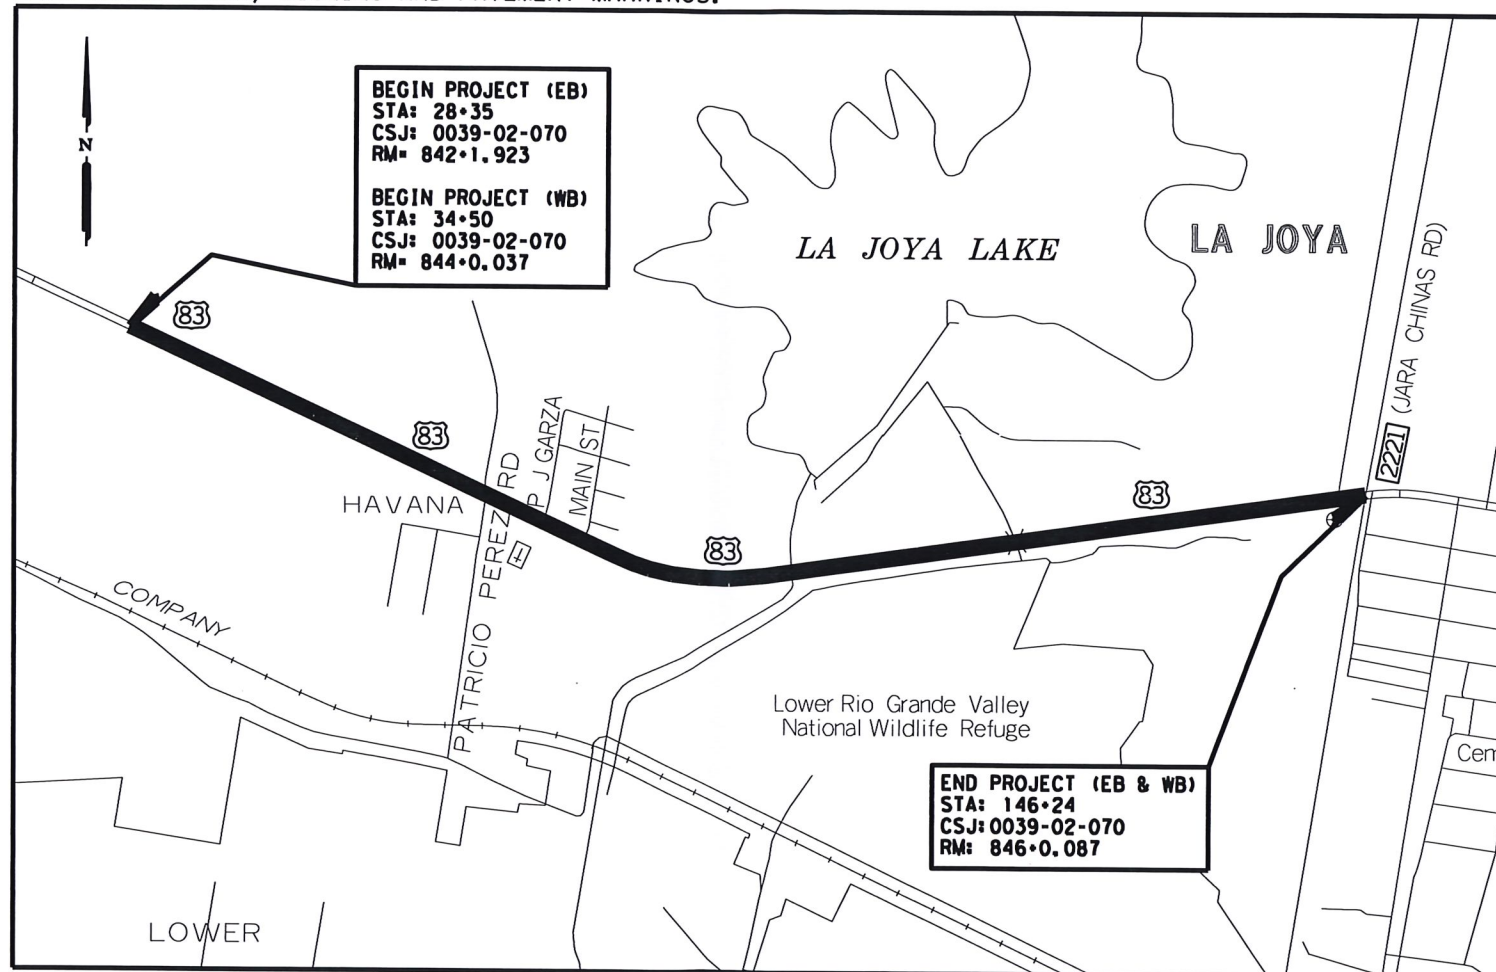 PAVEMENT MARKINGS.
N
BEGIN PROJECT (EB)
STA: 28+35
CSJ: 0039-02-070
RM= 842+1.923
BEGIN PROJECT (WB)
STA: 34+50
CSJ: 0039-02-070
RM= 844+0.037
LA JOYA LAKE
LA JOYA
(JARA CHINAS RD)
2221
83
83
83
83
P J GARZA
MAIN ST
HAVANA
PATRICIO PEREZ RD
COMPANY
Lower Rio Grande Valley
National Wildlife Refuge
Cem
END PROJECT (EB & WB)
STA: 146+24
CSJ: 0039-02-070
RM: 846+0.087
LOWER